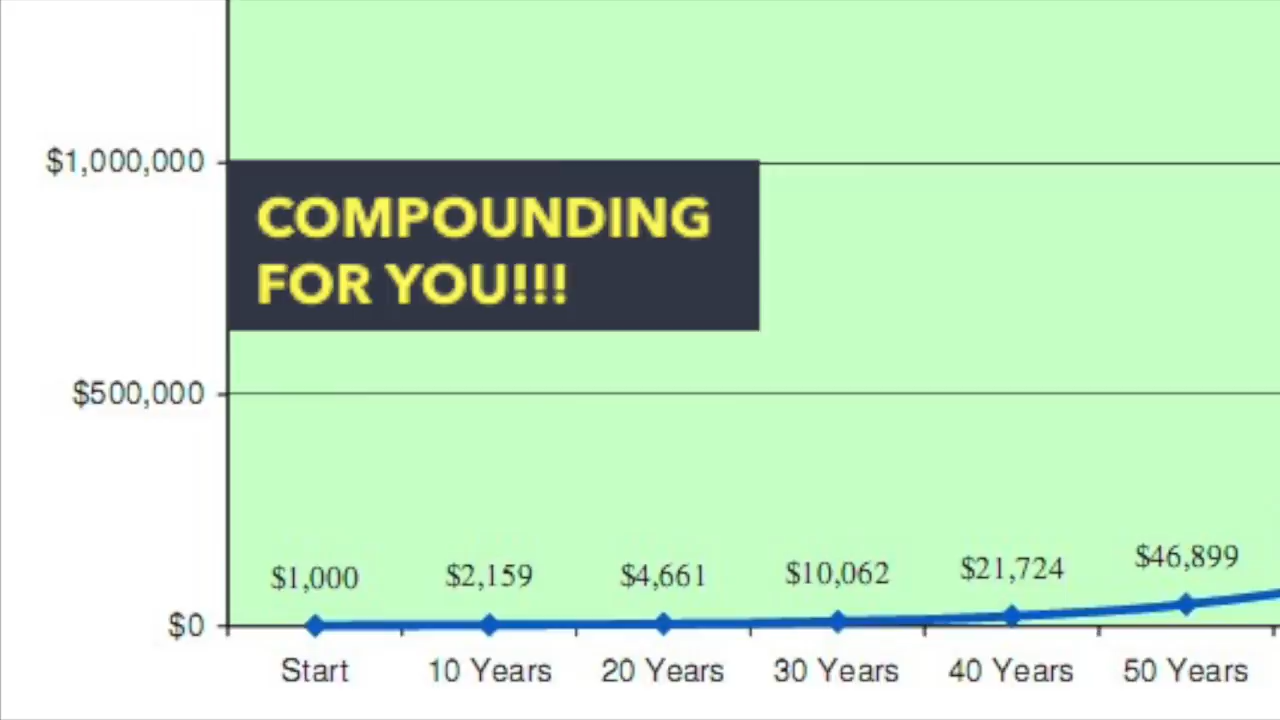 $1,000,000
COMPOUNDING
FOR YOU!!!
$500,000
$1,000 $2,159 $4,661 $10,062 $21,724 $46,899
$0
Start 10 Years 20 Years 30 Years 40 Years 50 Years